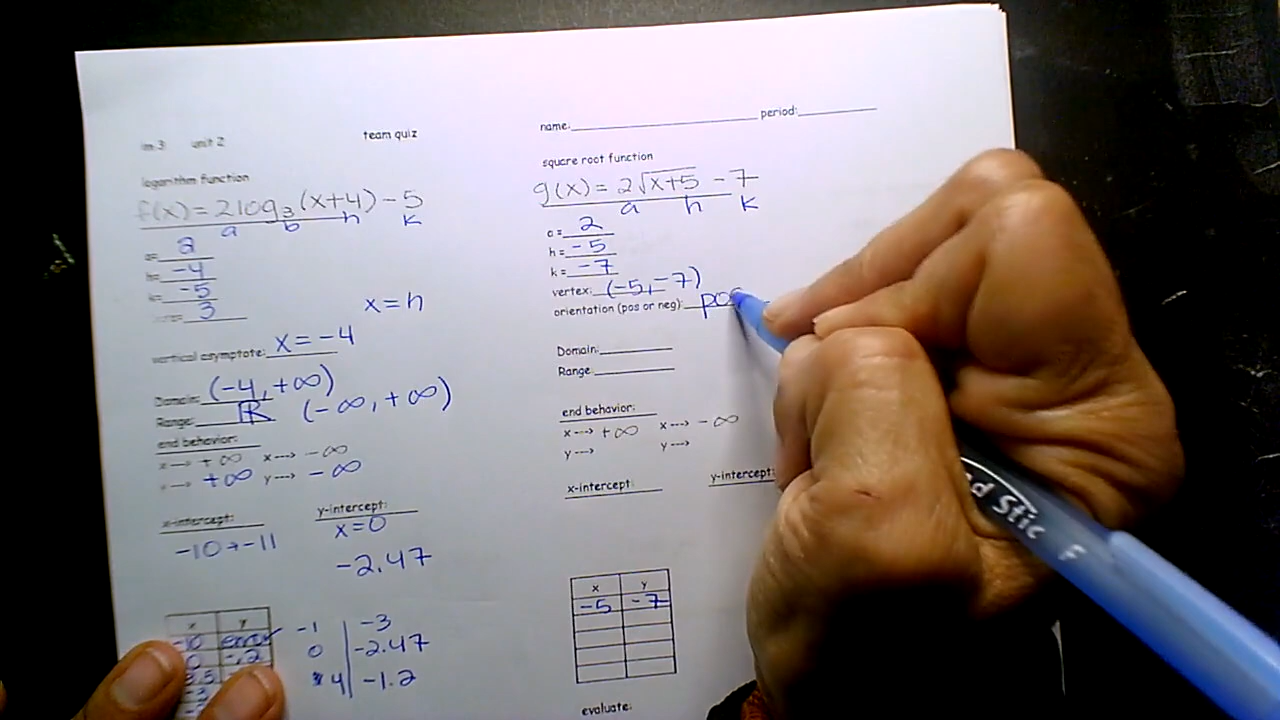 im 3 unit 2 team quiz
logarithm function
f(x) = 2log₃(x+4) - 5
a b h k
a= 2
h= -4
k= -5
3
x = h
vertical asymptote: x = -4
Domain: (-4, +∞)
Range: ℝ (-∞, +∞)
end behavior:
x---> +∞ x---> -∞
+∞ y---> -∞
x-intercept: y-intercept:
x=0
-10 → -11
-2.47
x y
-10 error
-1 -3
0 -2.47
4 -1.2
name: period:
square root function
g(x) = 2√x+5 - 7
a h k
a = 2
h = -5
k = -7
vertex: (-5, -7)
orientation (pos or neg): pos
Domain:
Range:
end behavior:
x---> +∞ x---> -∞
y---> y--->
x-intercept: y-intercept:
x y
-5 -7
evaluate:
nd Stic F